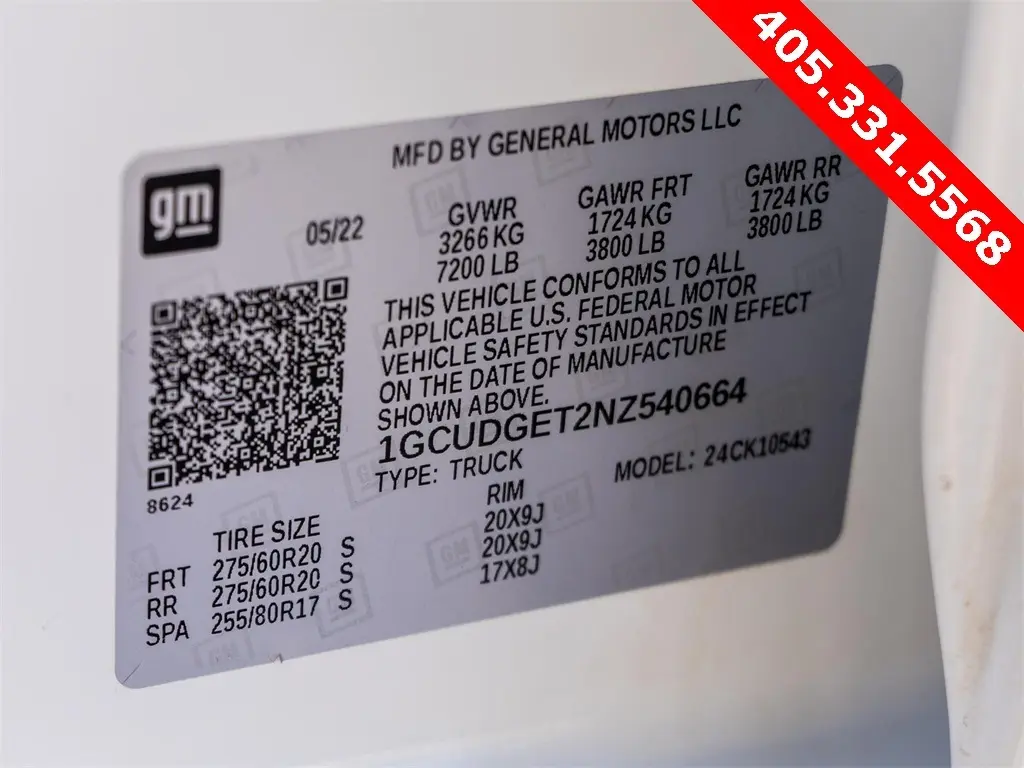 405.331.5568
MFD BY GENERAL MOTORS LLC
gm
05/22
GVWR
3266 KG
7200 LB
GAWR FRT
1724 KG
3800 LB
GAWR RR
1724 KG
3800 LB
THIS VEHICLE CONFORMS TO ALL
APPLICABLE U.S. FEDERAL MOTOR
VEHICLE SAFETY STANDARDS IN EFFECT
ON THE DATE OF MANUFACTURE
SHOWN ABOVE.
1GCUDGET2NZ540664
TYPE: TRUCK MODEL: 24CK10543
8624
TIRE SIZE RIM
FRT 275/60R20 S 20X9J
RR 275/60R20 S 20X9J
SPA 255/80R17 S 17X8J